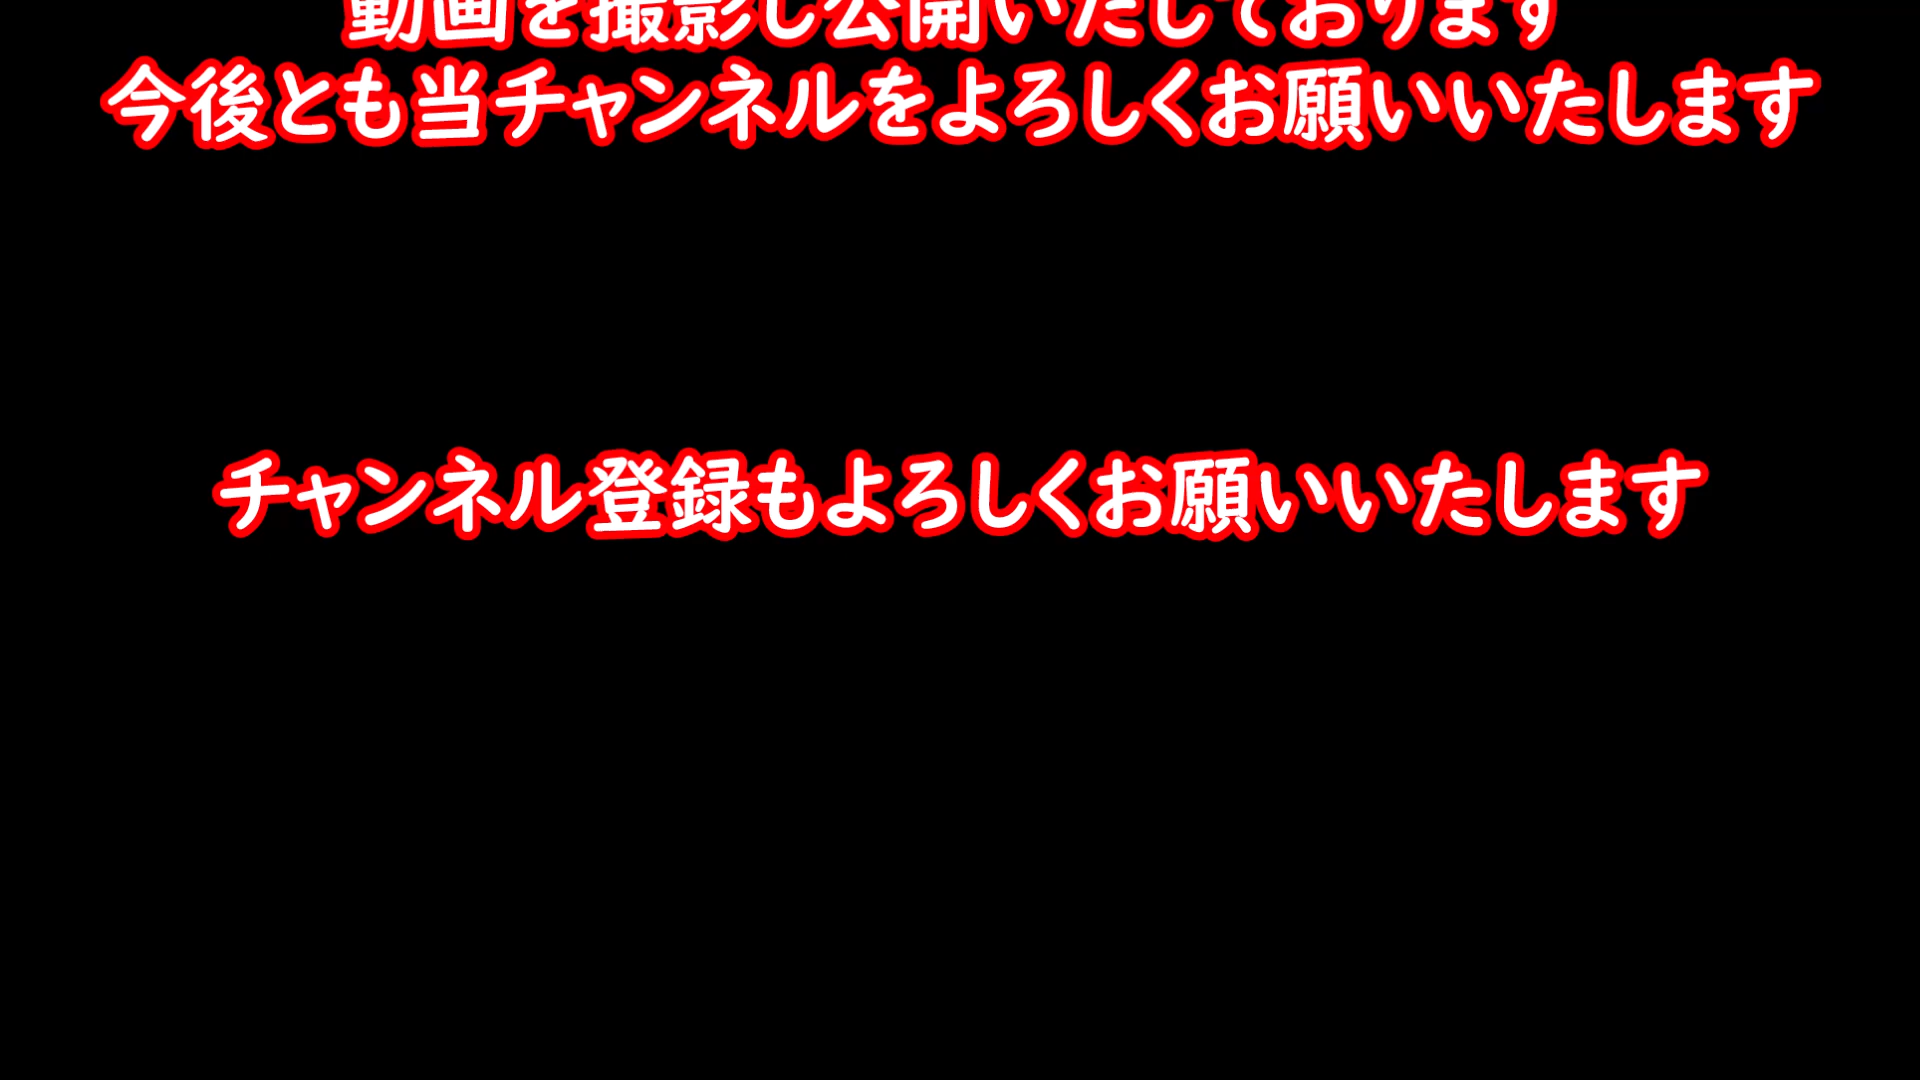 動画を撮影し公開いたしております
今後とも当チャンネルをよろしくお願いいたします
チャンネル登録もよろしくお願いいたします